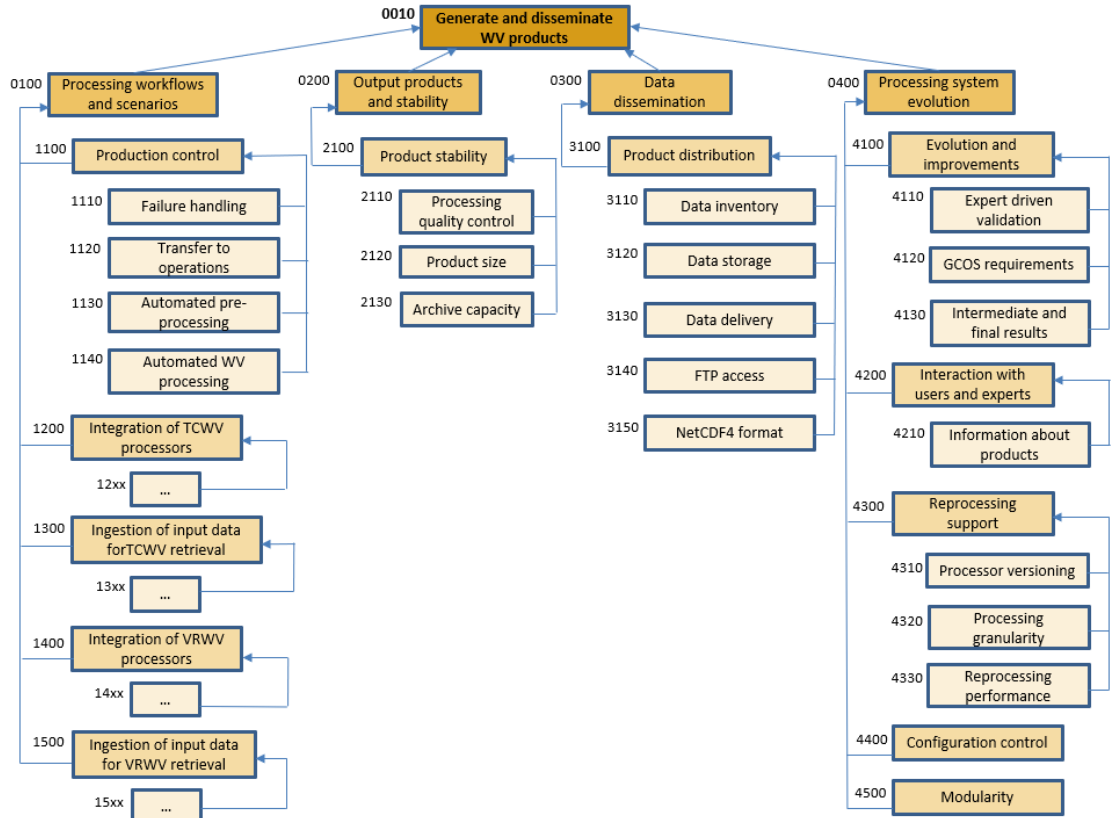 0010
Generate and disseminate
WV products
0100
Processing workflows
and scenarios
1100
Production control
1110
Failure handling
1120
Transfer to
operations
1130
Automated pre-
processing
1140
Automated WV
processing
1200
Integration of TCWV
processors
12xx
...
1300
Ingestion of input data
forTCWV retrieval
13xx
...
1400
Integration of VRWV
processors
14xx
...
1500
Ingestion of input data
for VRWV retrieval
15xx
...
0200
Output products
and stability
2100
Product stability
2110
Processing
quality control
2120
Product size
2130
Archive capacity
0300
Data
dissemination
3100
Product distribution
3110
Data inventory
3120
Data storage
3130
Data delivery
3140
FTP access
3150
NetCDF4 format
0400
Processing system
evolution
4100
Evolution and
improvements
4110
Expert driven
validation
4120
GCOS requirements
4130
Intermediate and
final results
4200
Interaction with
users and experts
4210
Information about
products
4300
Reprocessing
support
4310
Processor versioning
4320
Processing
granularity
4330
Reprocessing
performance
4400
Configuration control
4500
Modularity